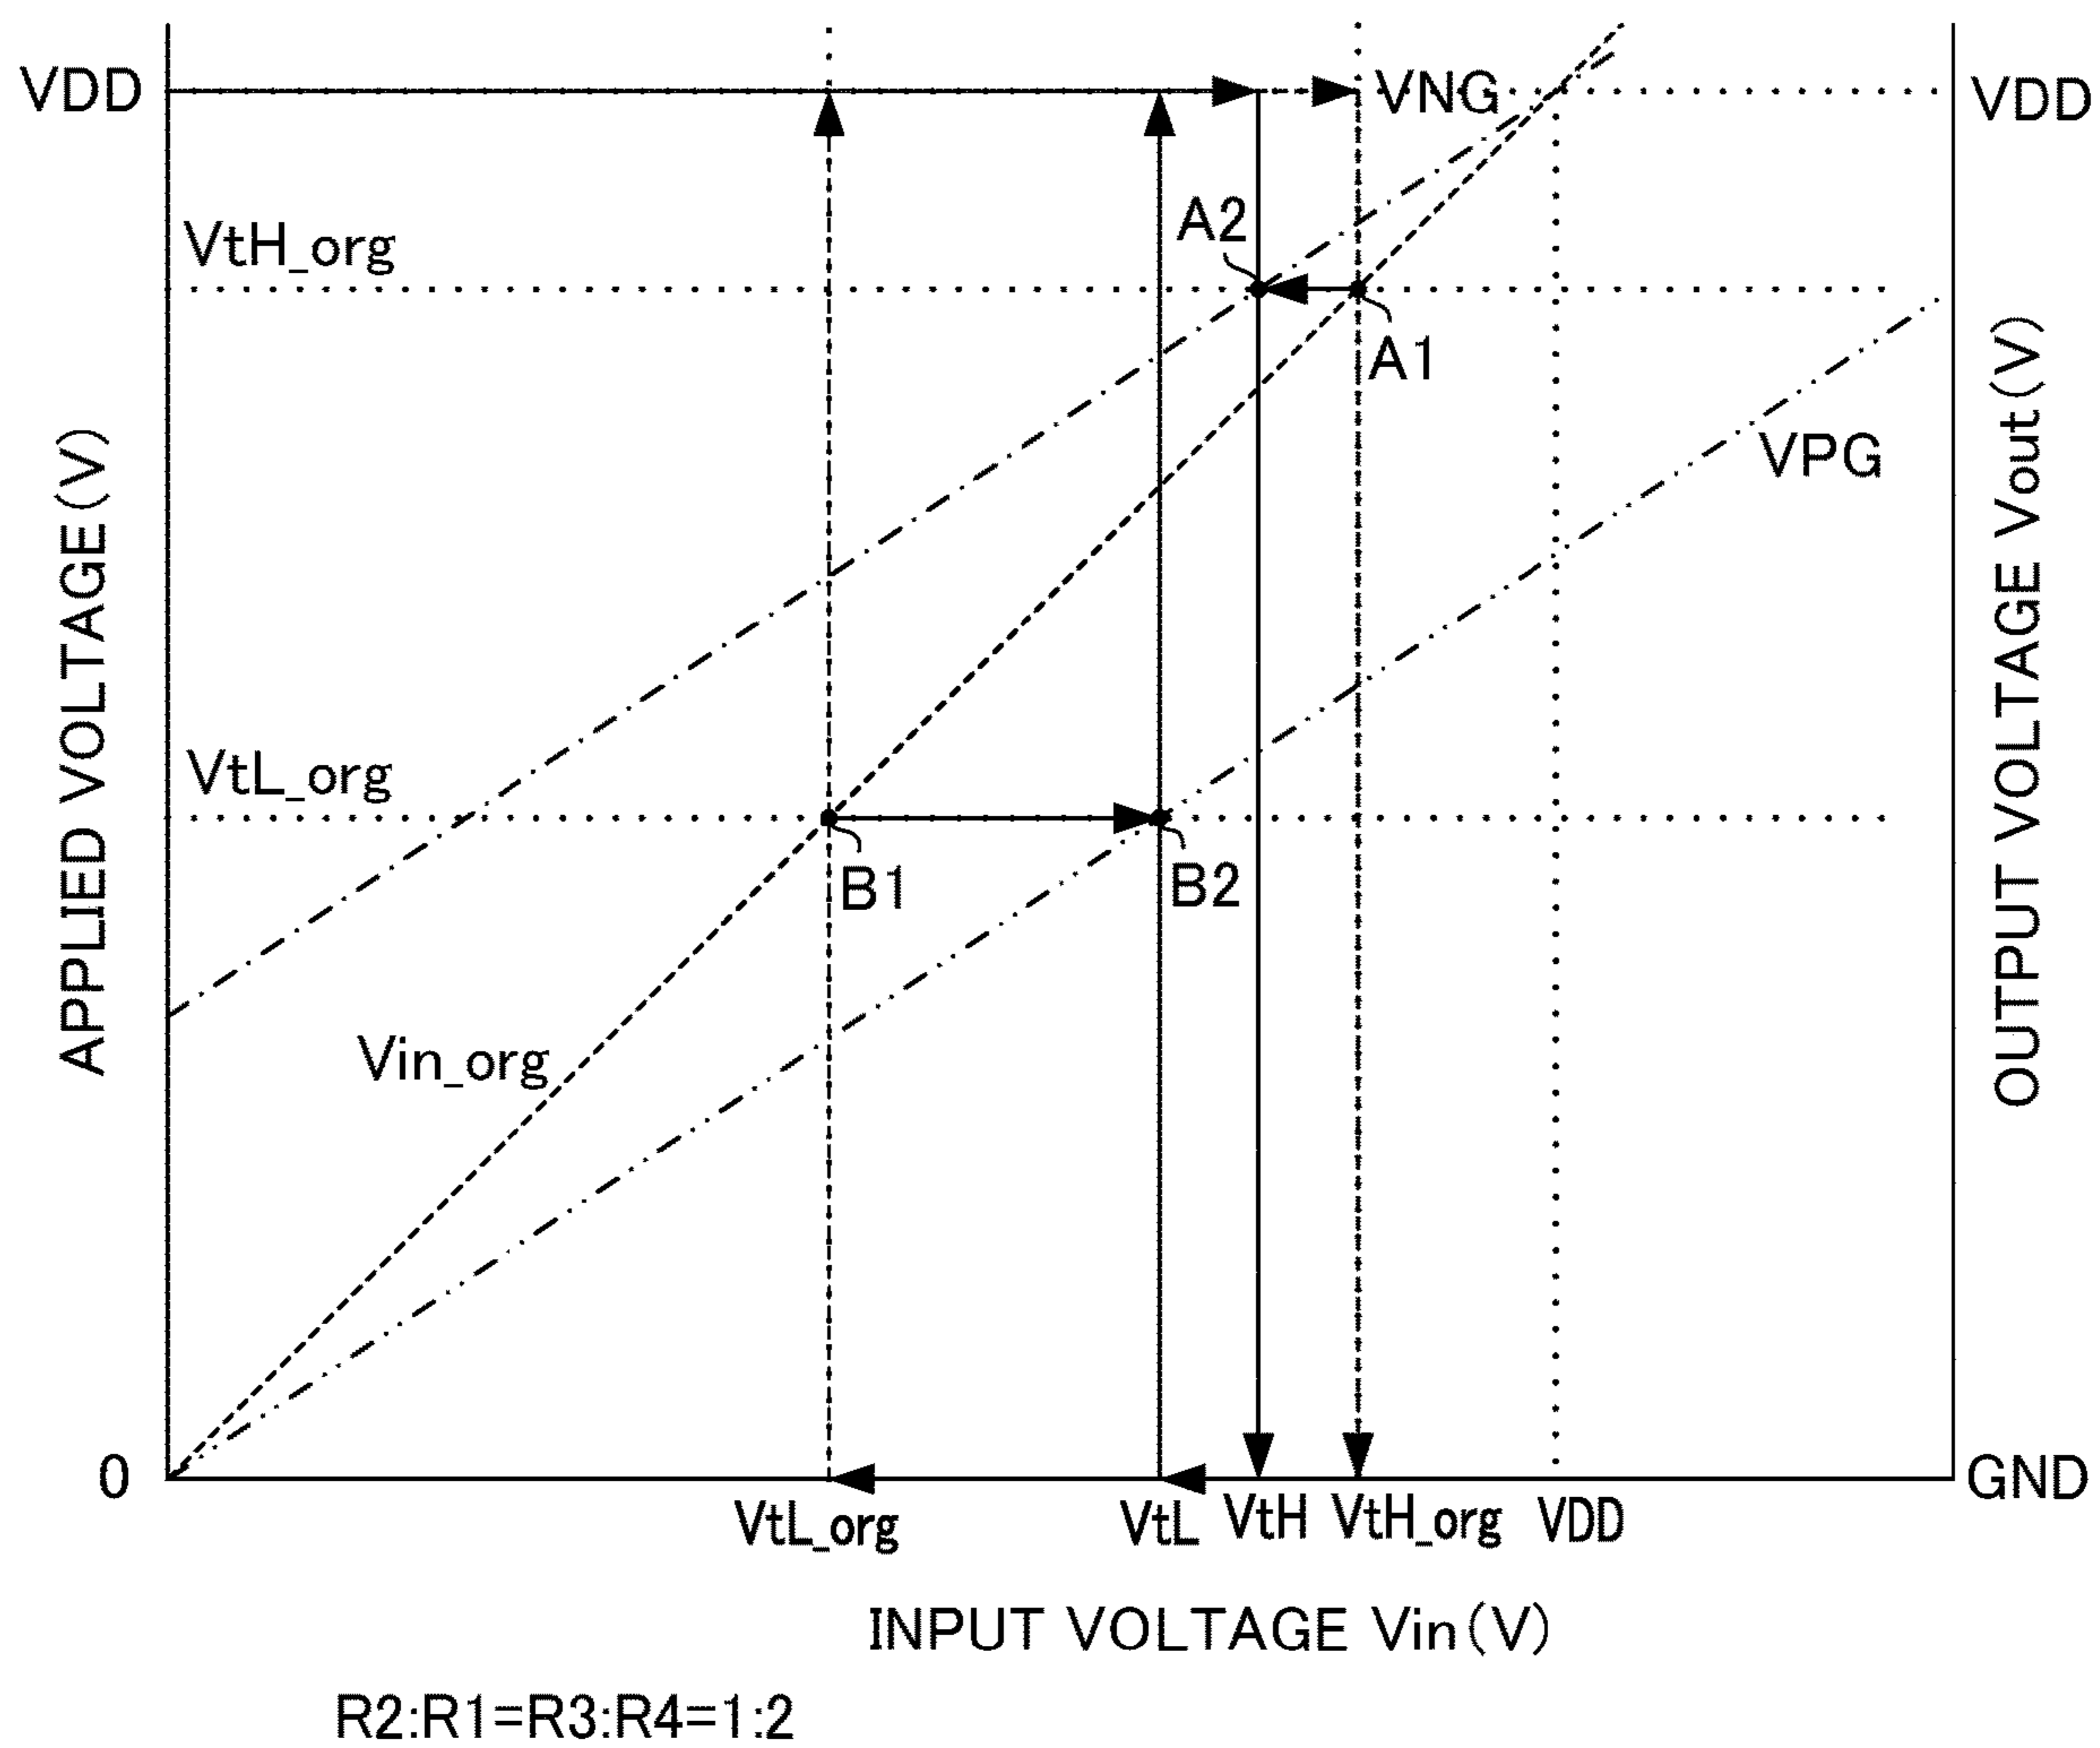 VDD
VNG
VDD
A2
VtH_org
A1
VPG
APPLIED VOLTAGE(V)
OUTPUT VOLTAGE Vout(V)
VtL_org
B1
B2
Vin_org
0
GND
VtL_org
VtL
VtH
VtH_org
VDD
INPUT VOLTAGE Vin(V)
R2:R1=R3:R4=1:2